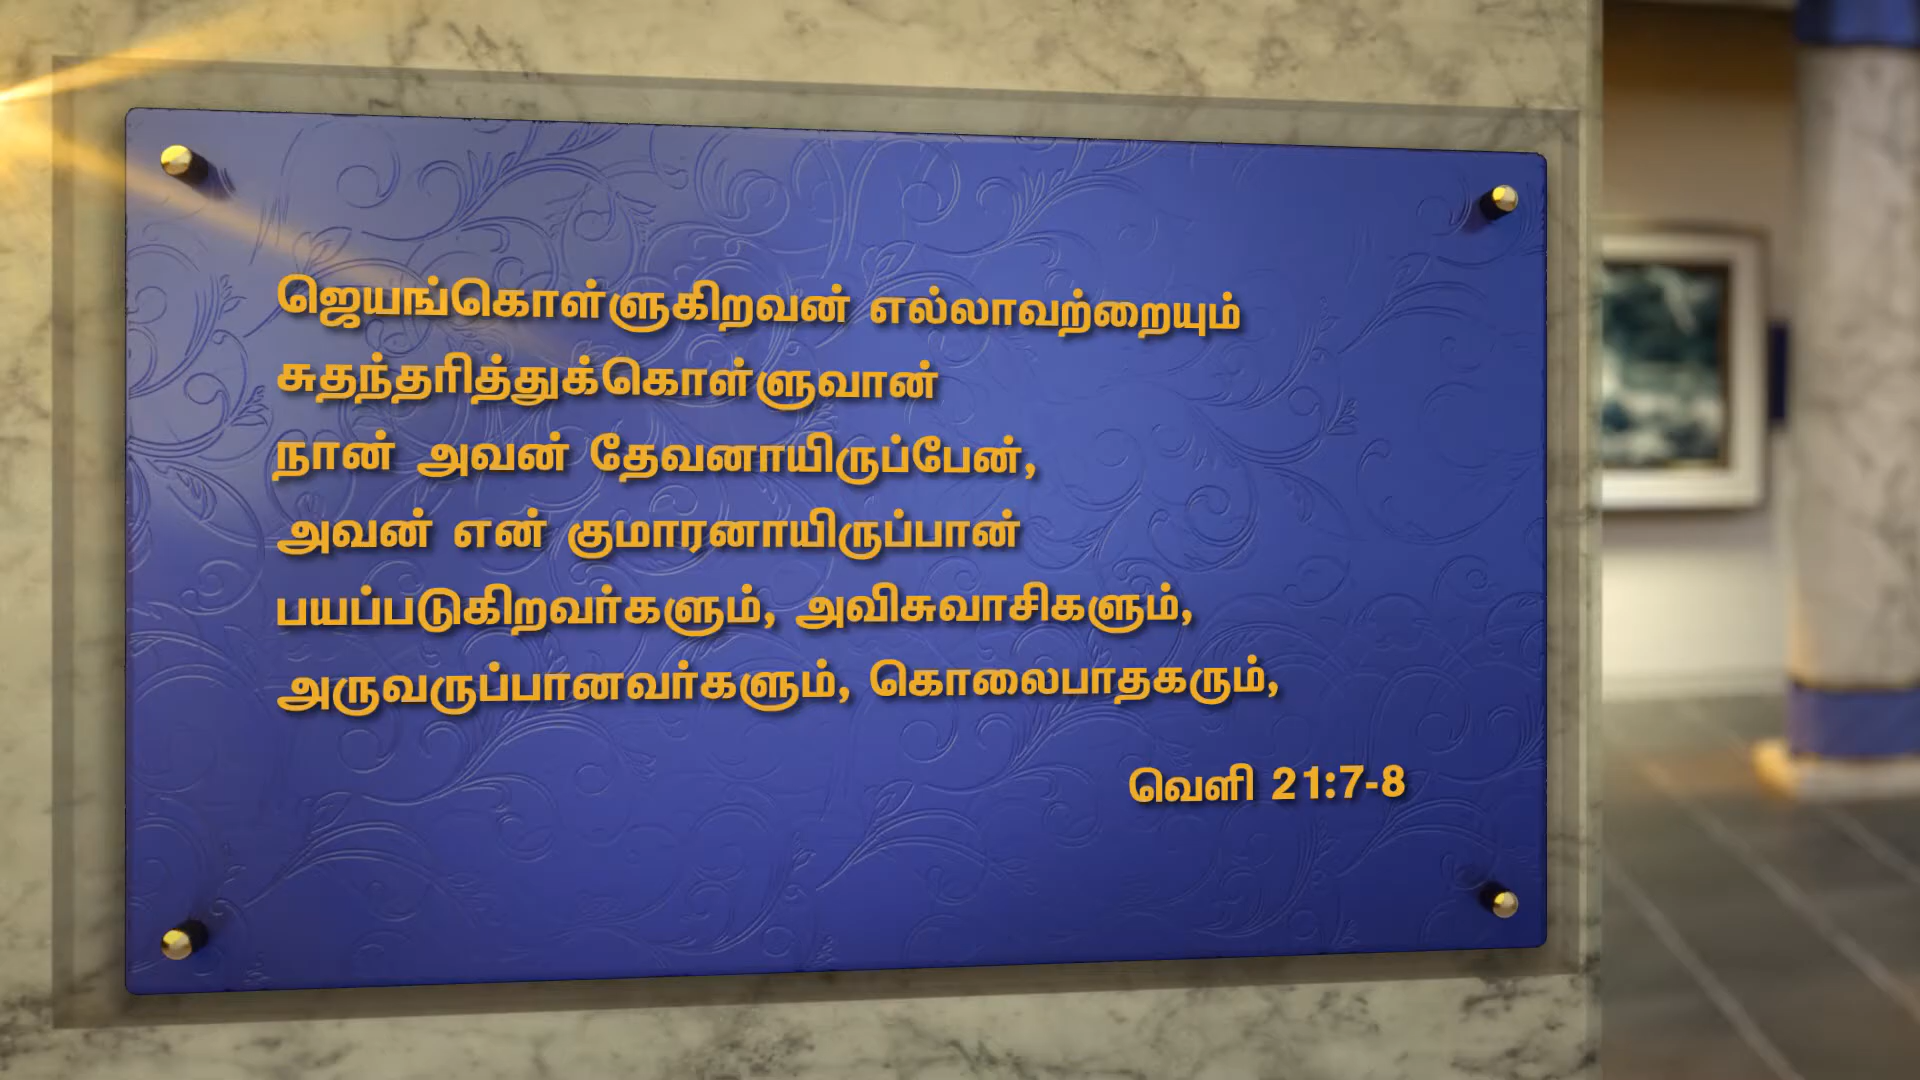 ஜெயங்கொள்ளுகிறவன் எல்லாவற்றையும்
சுதந்தரித்துக்கொள்ளுவான்
நான் அவன் தேவனாயிருப்பேன்,
அவன் என் குமாரனாயிருப்பான்
பயப்படுகிறவர்களும், அவிசுவாசிகளும்,
அருவருப்பானவர்களும், கொலைபாதகரும்,
வெளி 21:7-8